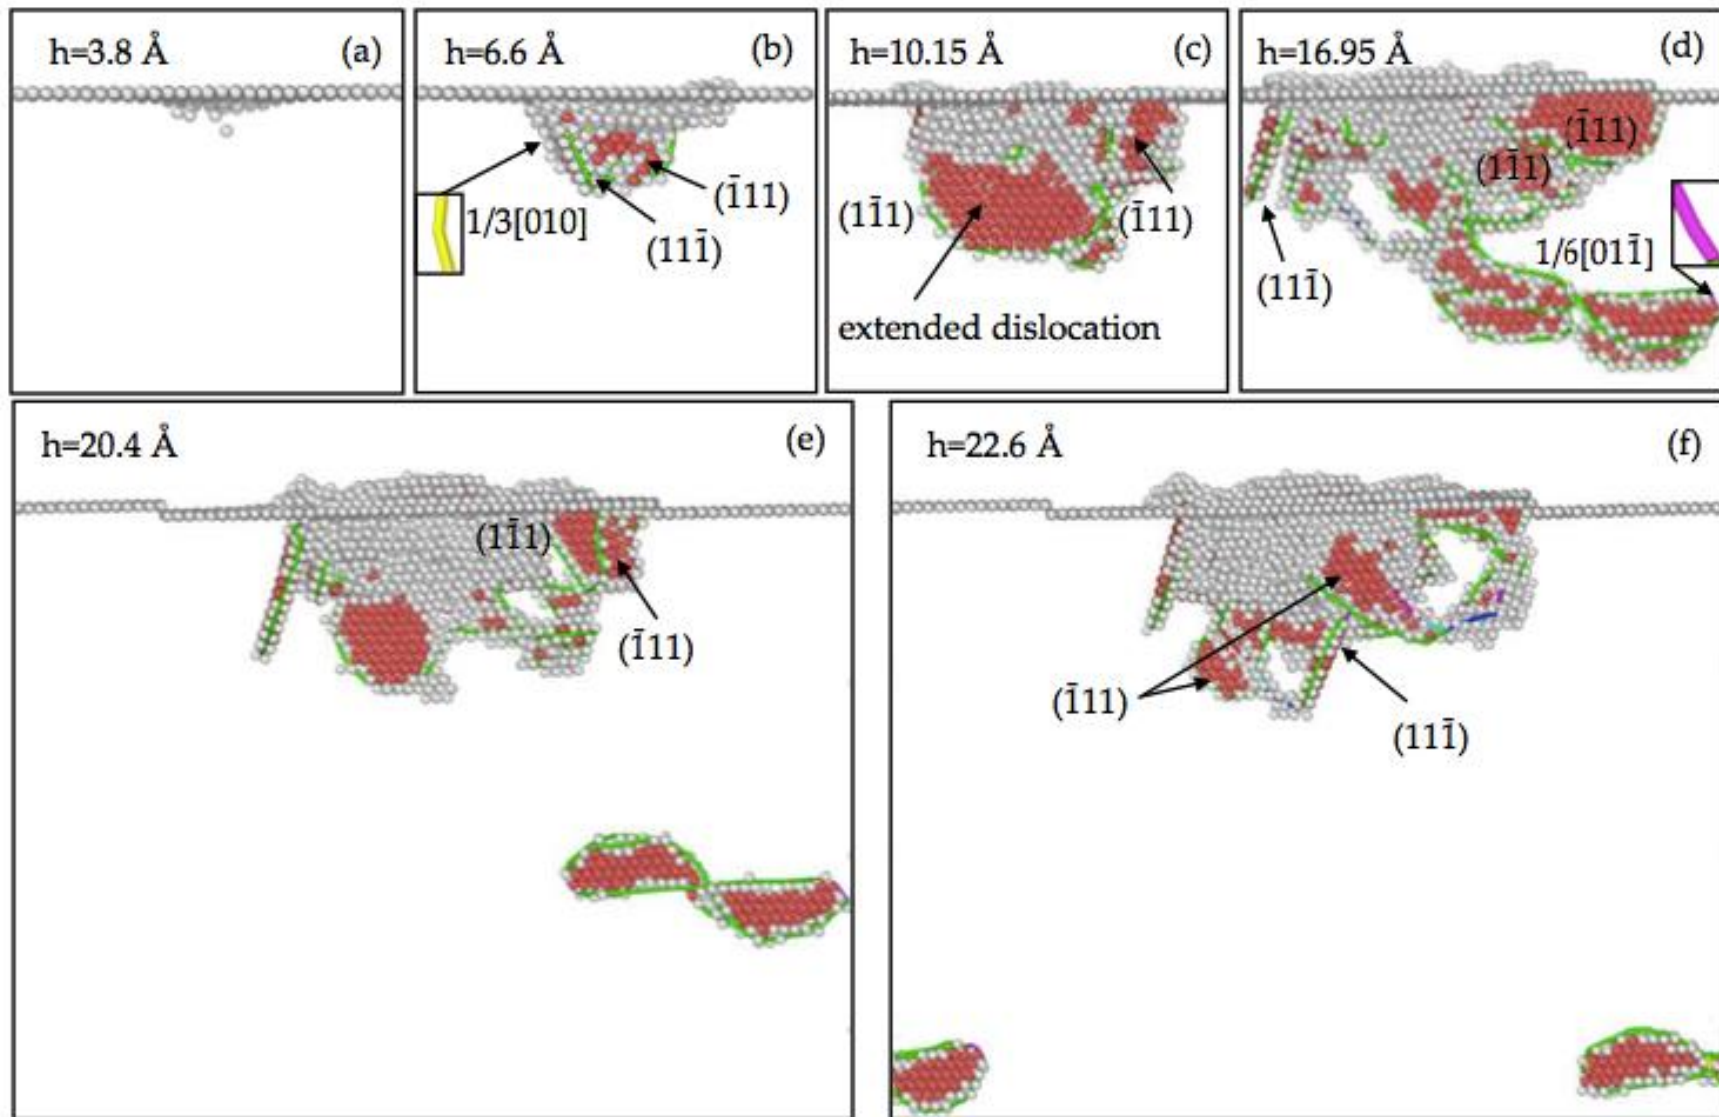 h=3.8 Å (a)
1/3[010]
h=6.6 Å (b)
(1̄11)
(111̄)
h=10.15 Å (c)
(11̄1)
(1̄11)
extended dislocation
h=16.95 Å (d)
(1̄11)
(11̄1)
1/6[011̄]
(111̄)
h=20.4 Å (e)
(11̄1)
(1̄11)
h=22.6 Å (f)
(1̄11)
(111̄)